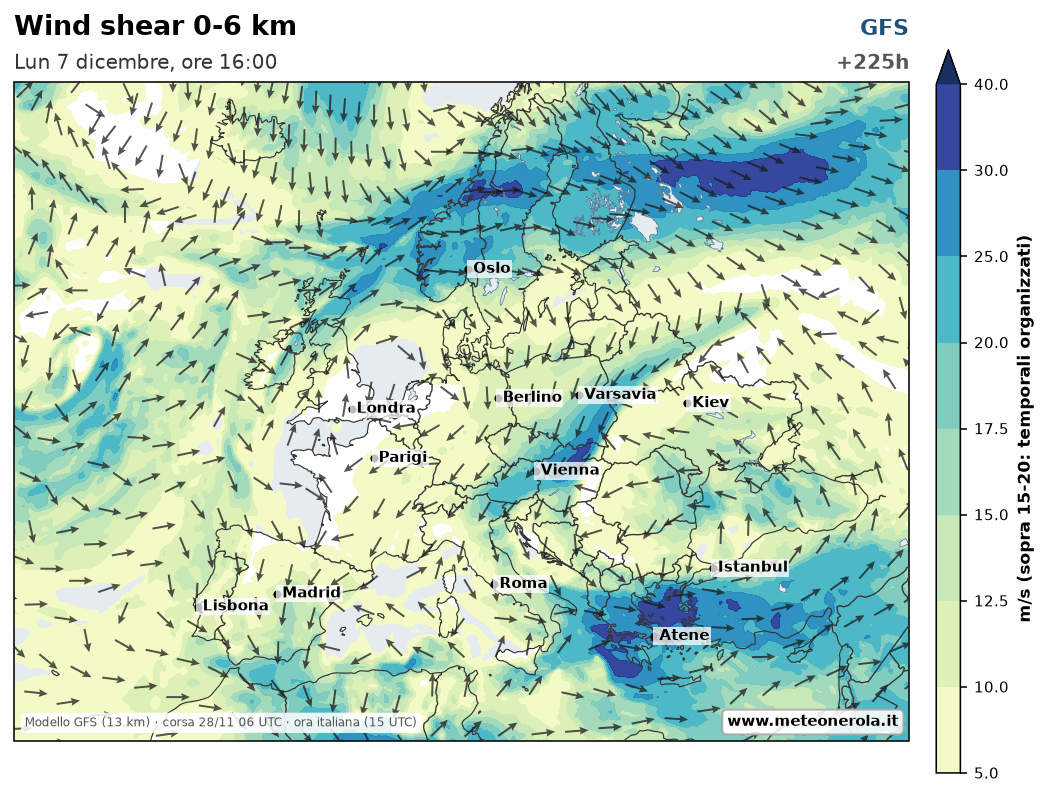 Wind shear 0-6 km
GFS
Lun 7 dicembre, ore 16:00
+225h
40.0
30.0
25.0
20.0
17.5
15.0
12.5
10.0
5.0
m/s (sopra 15-20: temporali organizzati)
Oslo
Berlino
Varsavia
Kiev
Londra
Parigi
Vienna
Istanbul
Roma
Madrid
Lisbona
Atene
Modello GFS (13 km) · corsa 28/11 06 UTC · ora italiana (15 UTC)
www.meteonerola.it